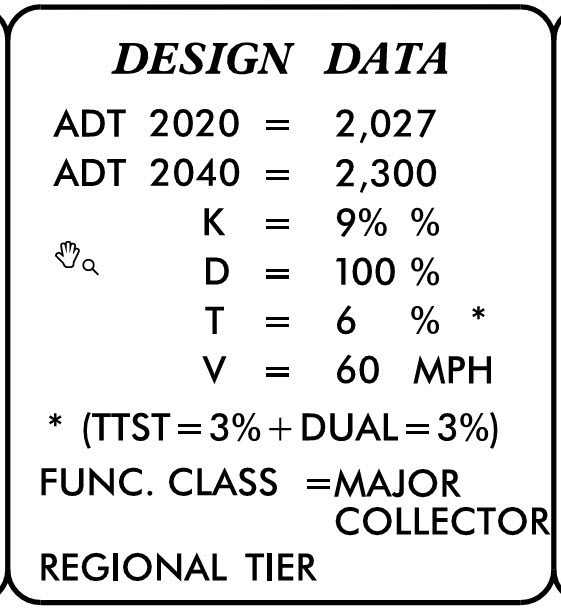 DESIGN DATA
ADT 2020 = 2,027
ADT 2040 = 2,300
K = 9% %
D = 100 %
T = 6 % *
V = 60 MPH
* (TTST = 3% + DUAL = 3%)
FUNC. CLASS =MAJOR
COLLECTOR
REGIONAL TIER